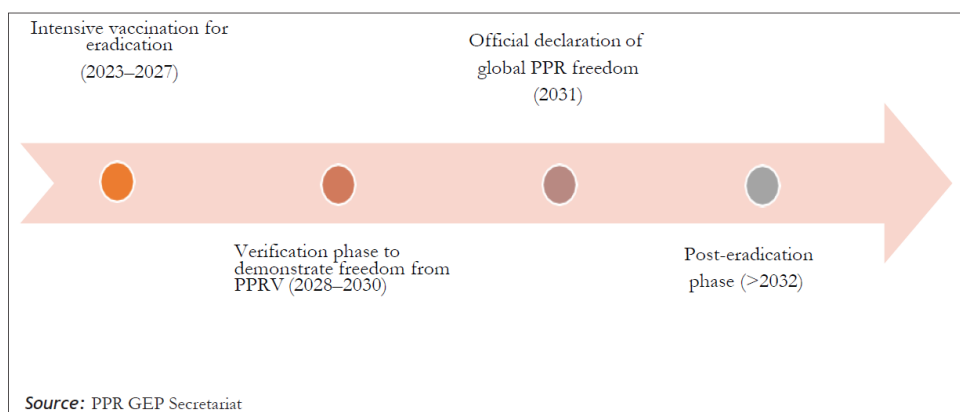 Intensive vaccination for
eradication
(2023–2027)
Official declaration of
global PPR freedom
(2031)
Verification phase to
demonstrate freedom from
PPRV (2028–2030)
Post-eradication
phase (>2032)
Source: PPR GEP Secretariat